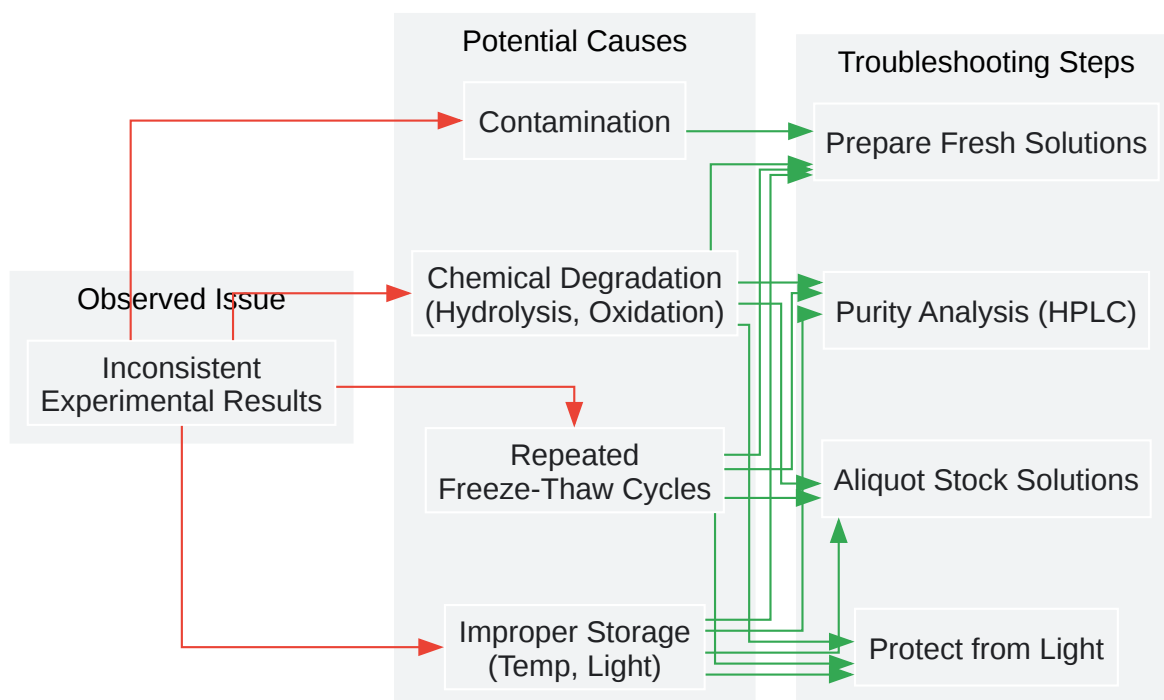 Potential Causes
Troubleshooting Steps
Contamination
Prepare Fresh Solutions
Observed Issue
Chemical Degradation
(Hydrolysis, Oxidation)
Purity Analysis (HPLC)
Inconsistent
Experimental Results
Repeated
Freeze-Thaw Cycles
Aliquot Stock Solutions
Improper Storage
(Temp, Light)
Protect from Light